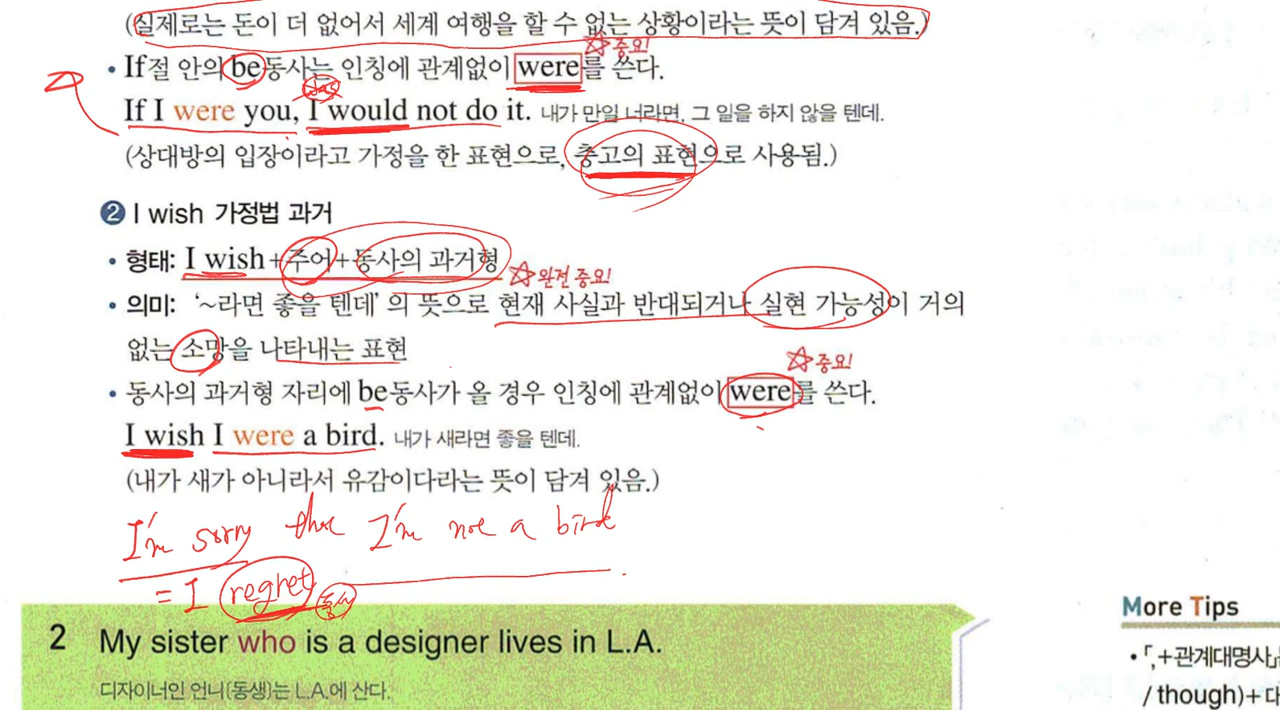 (실제로는 돈이 더 없어서 세계 여행을 할 수 없는 상황이라는 뜻이 담겨 있음.)
☆중요!
• If절 안의 be동사는 인칭에 관계없이 were를 쓴다.
was
If I were you, I would not do it. 내가 만일 너라면, 그 일을 하지 않을 텐데.
(상대방의 입장이라고 가정을 한 표현으로, 충고의 표현으로 사용됨.)
❷ I wish 가정법 과거
• 형태: I wish+주어+동사의 과거형
☆완전 중요!
• 의미: '~라면 좋을 텐데' 의 뜻으로 현재 사실과 반대되거나 실현 가능성이 거의
없는 소망을 나타내는 표현
☆중요!
• 동사의 과거형 자리에 be동사가 올 경우 인칭에 관계없이 were를 쓴다.
I wish I were a bird. 내가 새라면 좋을 텐데.
(내가 새가 아니라서 유감이다라는 뜻이 담겨 있음.)
I'm sorry that I'm not a bird
= I regret 동사
2 My sister who is a designer lives in L.A.
디자이너인 언니(동생)는 L.A.에 산다.
More Tips
• 「,+관계대명사」
/ though)+대